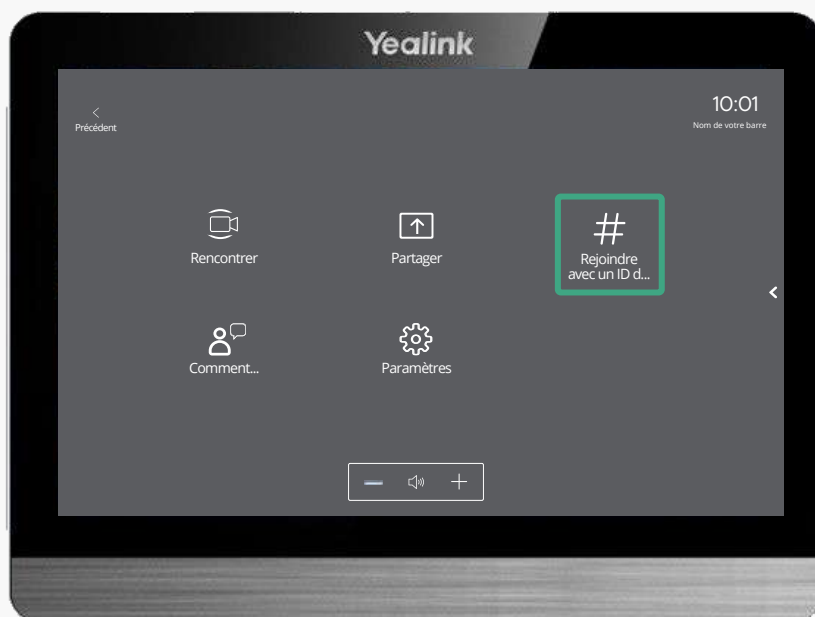 Yealink
10:01
Précédent
Nom de votre barre
Rencontrer
Partager
#
Rejoindre
avec un ID d...
Comment...
Paramètres